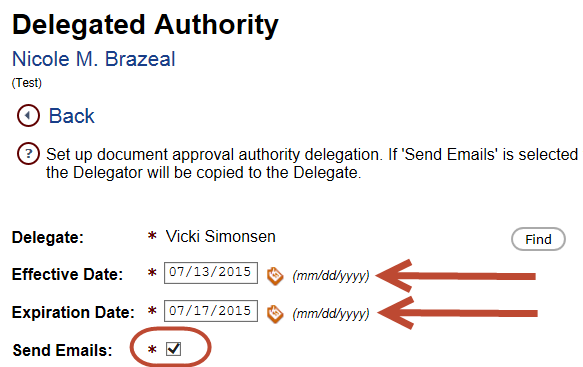 Delegated Authority
Nicole M. Brazeal
(Test)
Back
? Set up document approval authority delegation. If 'Send Emails' is selected
the Delegator will be copied to the Delegate.
Delegate: * Vicki Simonsen Find
Effective Date: * 07/13/2015 (mm/dd/yyyy)
Expiration Date: * 07/17/2015 (mm/dd/yyyy)
Send Emails: *